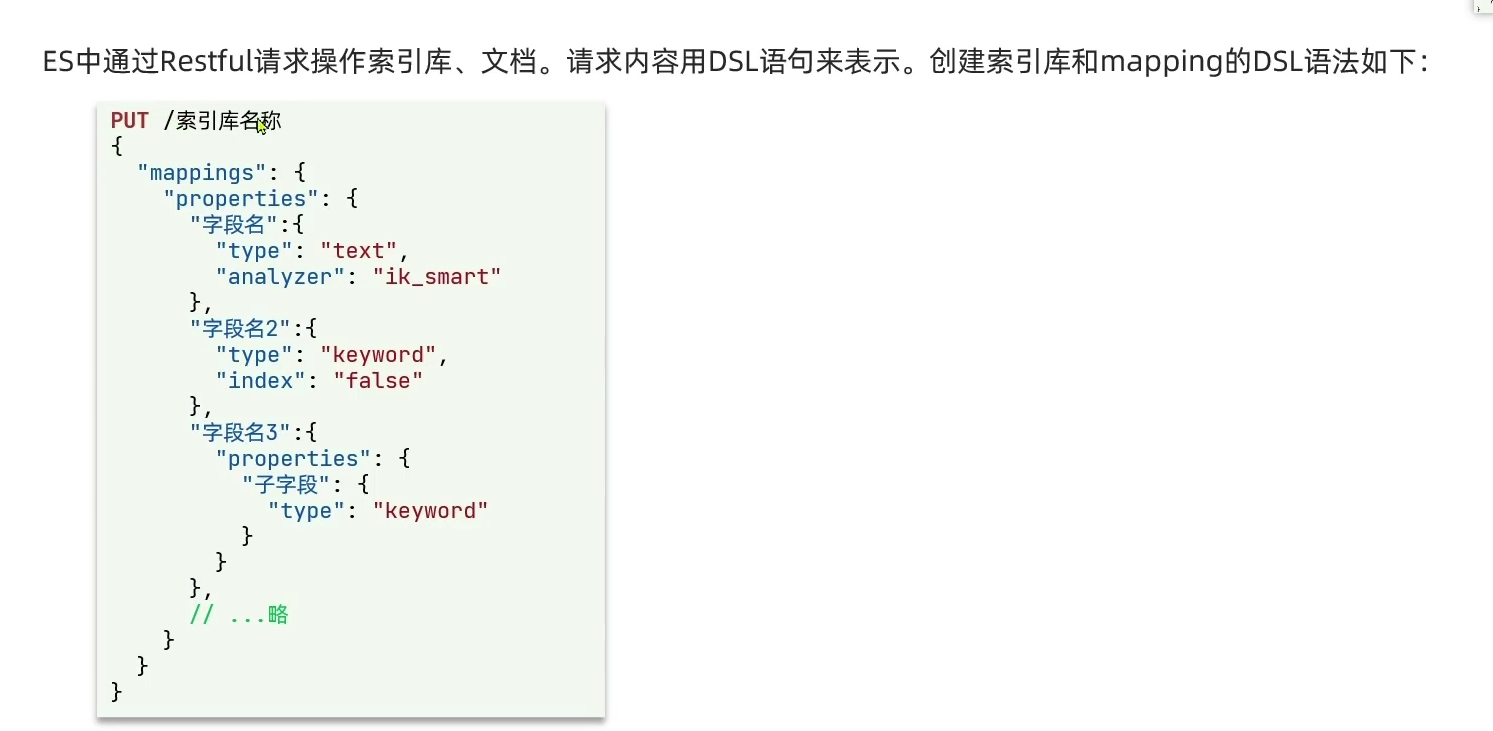 ES中通过Restful请求操作索引库、文档。请求内容用DSL语句来表示。创建索引库和mapping的DSL语法如下：
PUT /索引库名称
{
  "mappings": {
    "properties": {
      "字段名":{
        "type": "text",
        "analyzer": "ik_smart"
      },
      "字段名2":{
        "type": "keyword",
        "index": "false"
      },
      "字段名3":{
        "properties": {
          "子字段": {
            "type": "keyword"
          }
        }
      },
      // ...略
    }
  }
}